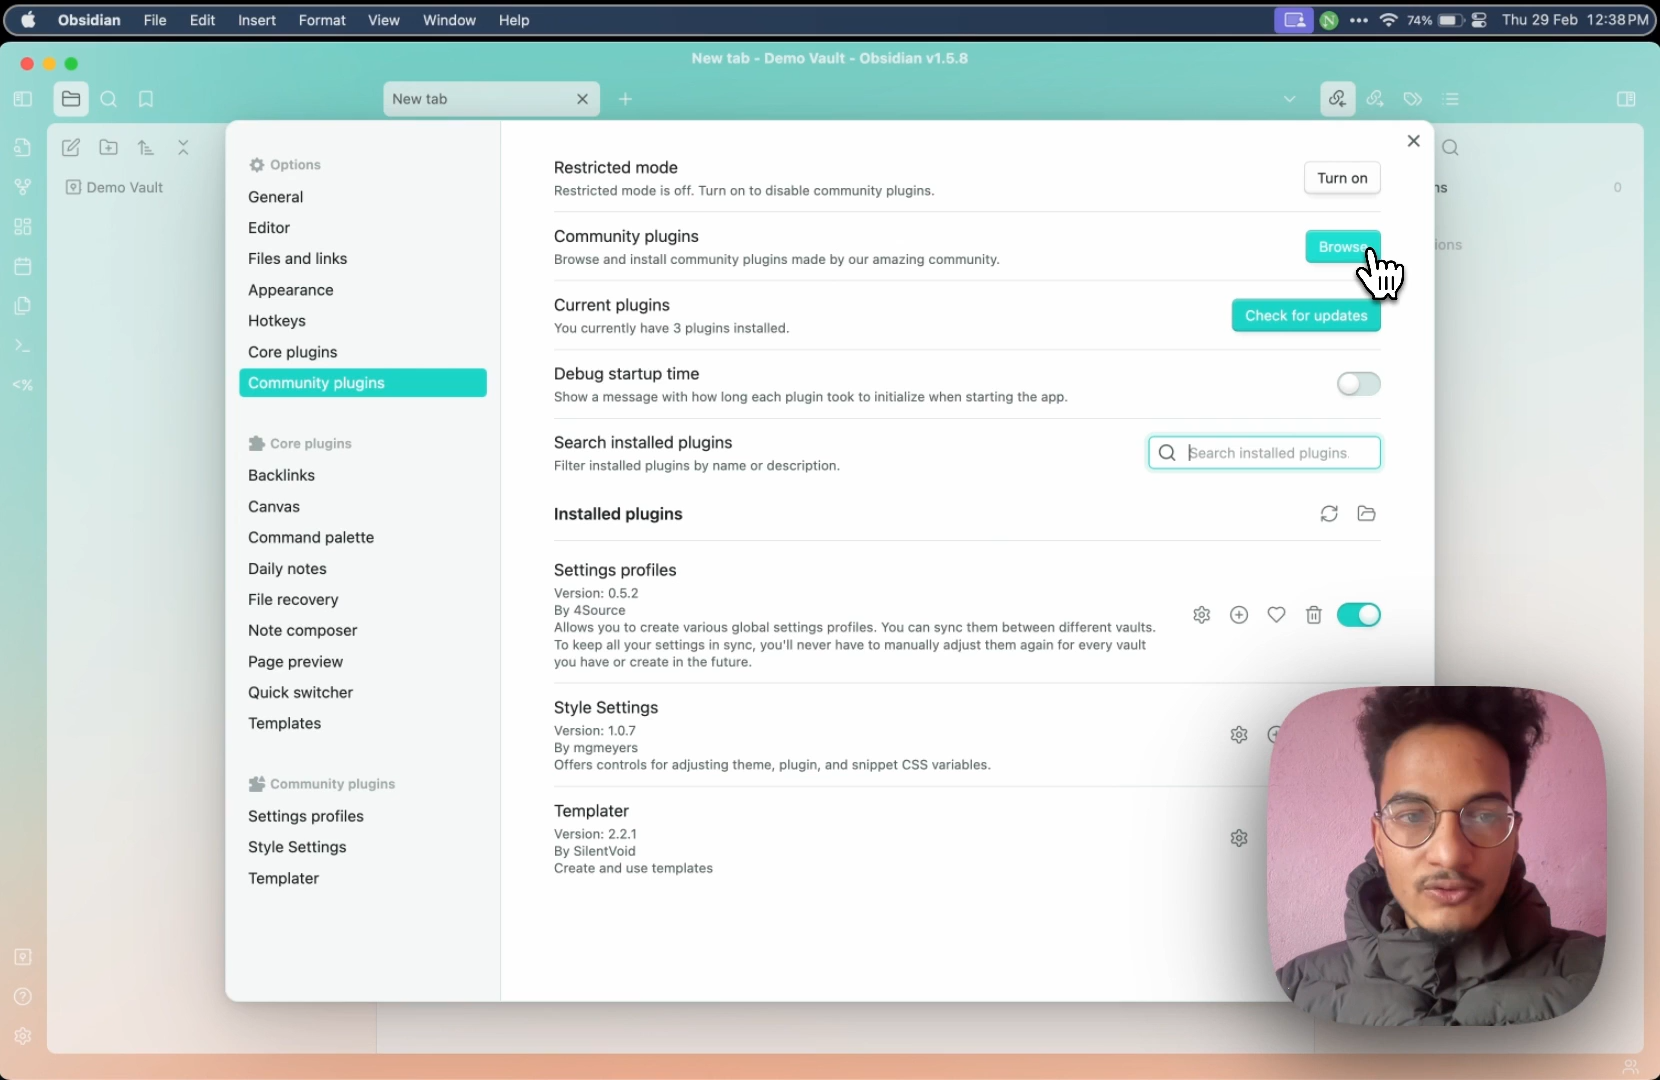 Obsidian File Edit Insert Format View Window Help
N 74% Thu 29 Feb 12:38 PM
New tab - Demo Vault - Obsidian v1.5.8
New tab
Demo Vault
Options
General
Editor
Files and links
Appearance
Hotkeys
Core plugins
Community plugins
Core plugins
Backlinks
Canvas
Command palette
Daily notes
File recovery
Note composer
Page preview
Quick switcher
Templates
Community plugins
Settings profiles
Style Settings
Templater
Restricted mode
Restricted mode is off. Turn on to disable community plugins.
Turn on
Community plugins
Browse and install community plugins made by our amazing community.
Browse
Current plugins
You currently have 3 plugins installed.
Check for updates
Debug startup time
Show a message with how long each plugin took to initialize when starting the app.
Search installed plugins
Filter installed plugins by name or description.
Search installed plugins.
Installed plugins
Settings profiles
Version: 0.5.2
By 4Source
Allows you to create various global settings profiles. You can sync them between different vaults.
To keep all your settings in sync, you'll never have to manually adjust them again for every vault
you have or create in the future.
Style Settings
Version: 1.0.7
By mgmeyers
Offers controls for adjusting theme, plugin, and snippet CSS variables.
Templater
Version: 2.2.1
By SilentVoid
Create and use templates
ns
0
ions